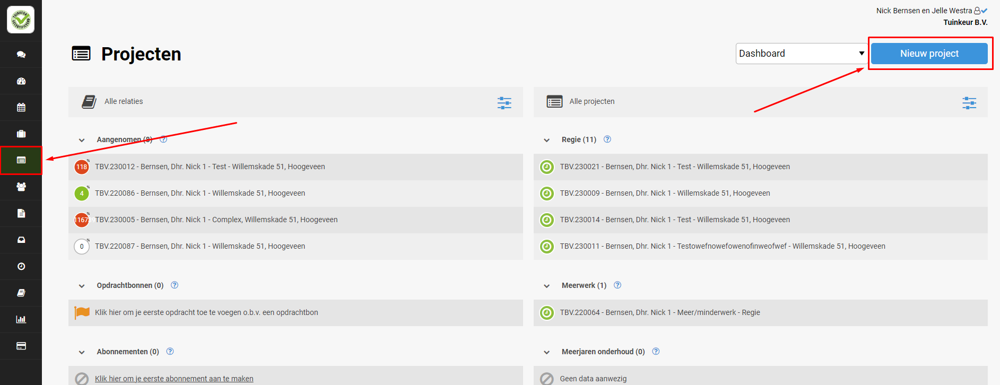 TUINKEUR
GECERTIFICEERD
Nick Bernsen en Jelle Westra
Tuinkeur B.V.
Projecten
Dashboard
Nieuw project
Alle relaties
Alle projecten
Aangenomen (8)
118 % TBV.230012 - Bernsen, Dhr. Nick 1 - Test - Willemskade 51, Hoogeveen
4 % TBV.220086 - Bernsen, Dhr. Nick 1 - Willemskade 51, Hoogeveen
% TBV.230005 - Bernsen, Dhr. Nick 1 - Complex, Willemskade 51, Hoogeveen
0 % TBV.220087 - Bernsen, Dhr. Nick 1 - Willemskade 51, Hoogeveen
Regie (11)
TBV.230021 - Bernsen, Dhr. Nick 1 - Test - Willemskade 51, Hoogeveen
TBV.230009 - Bernsen, Dhr. Nick 1 - Willemskade 51, Hoogeveen
TBV.230014 - Bernsen, Dhr. Nick 1 - Test - Willemskade 51, Hoogeveen
TBV.230011 - Bernsen, Dhr. Nick 1 - Testowefnowefowenofinweofwef - Willemskade 51, Hoogeveen
Opdrachtbonnen (0)
Klik hier om je eerste opdracht toe te voegen o.b.v. een opdrachtbon
Meerwerk (1)
TBV.220064 - Bernsen, Dhr. Nick 1 - Meer/minderwerk - Regie
Abonnementen (0)
Klik hier om je eerste abonnement aan te maken
Meerjaren onderhoud (0)
Geen data aanwezig